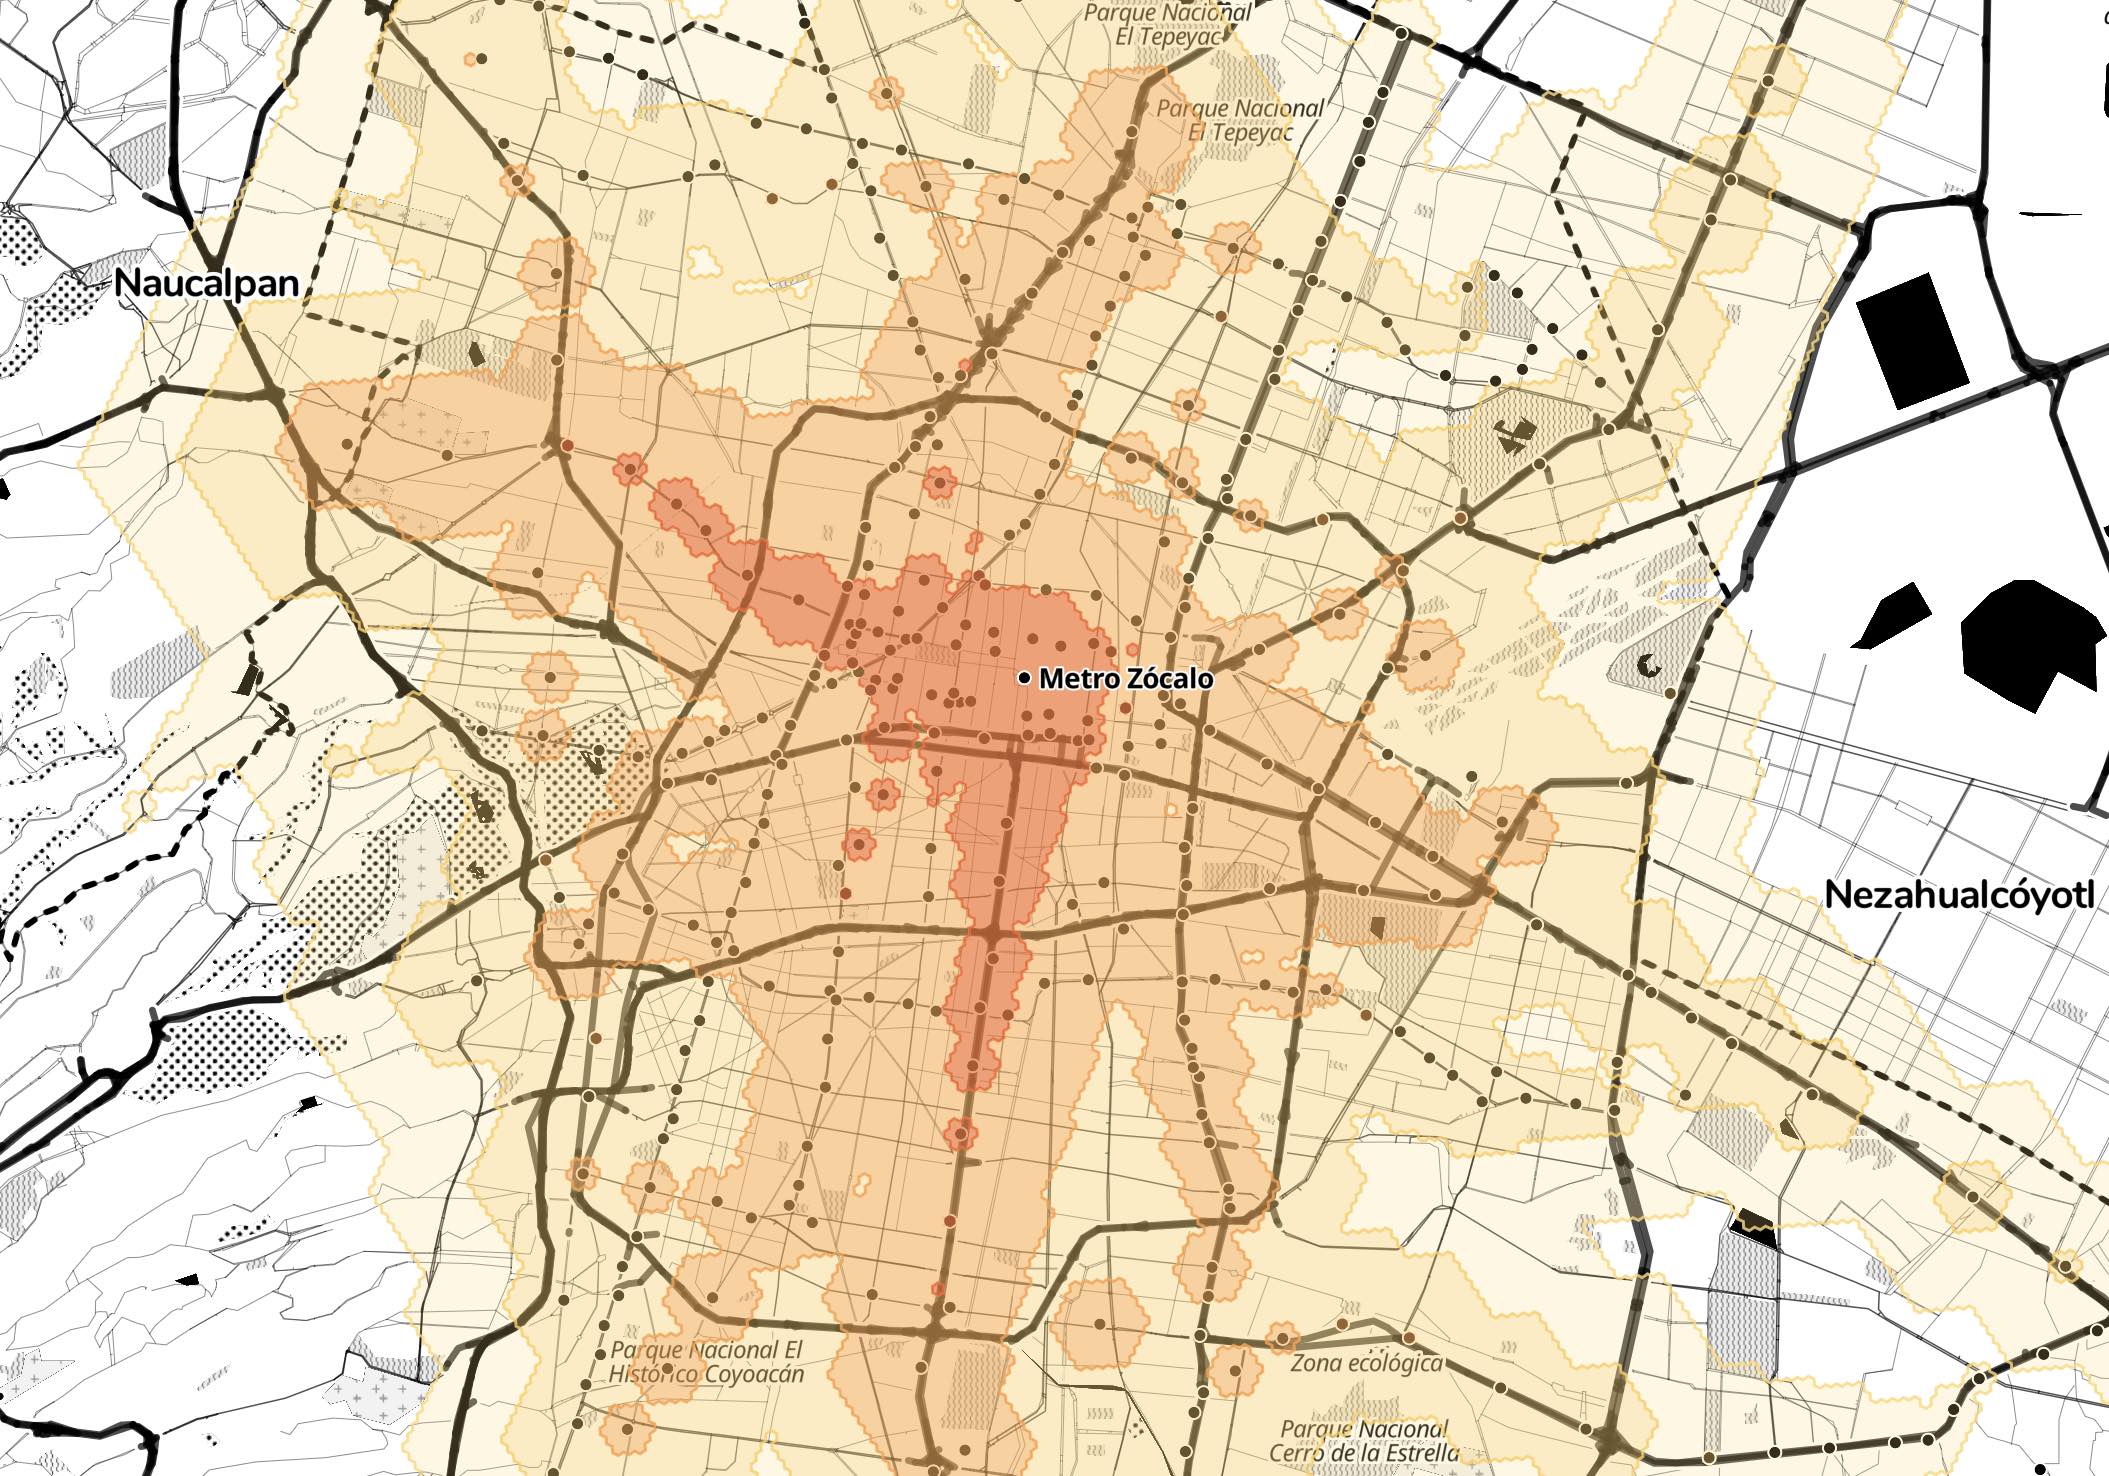 Parque Nacional
El Tepeyac
Parque Nacional
El Tepeyac
Naucalpan
Metro Zócalo
Nezahualcóyotl
Parque Nacional El
Histórico Coyoacán
Zona ecológica
Parque Nacional
Cerro de la Estrella